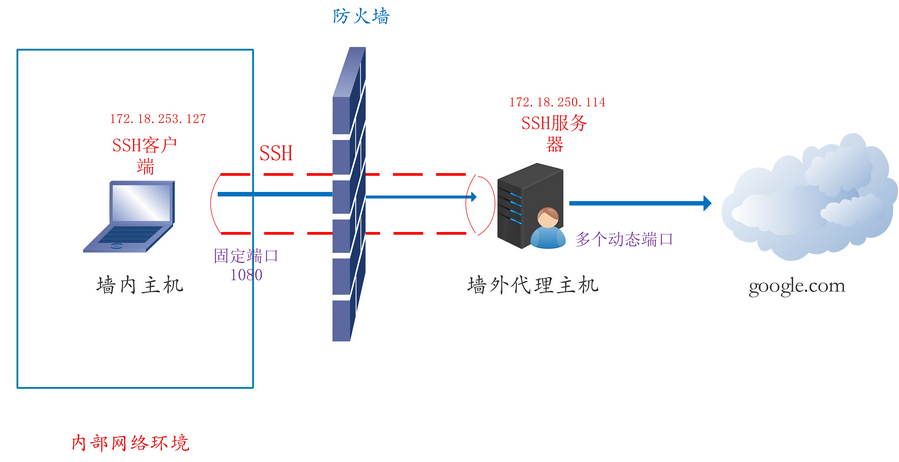 防火墙
172.18.253.127
SSH客户
端
SSH
172.18.250.114
SSH服务
器
固定端口
1080
多个动态端口
墙内主机
墙外代理主机
google.com
内部网络环境